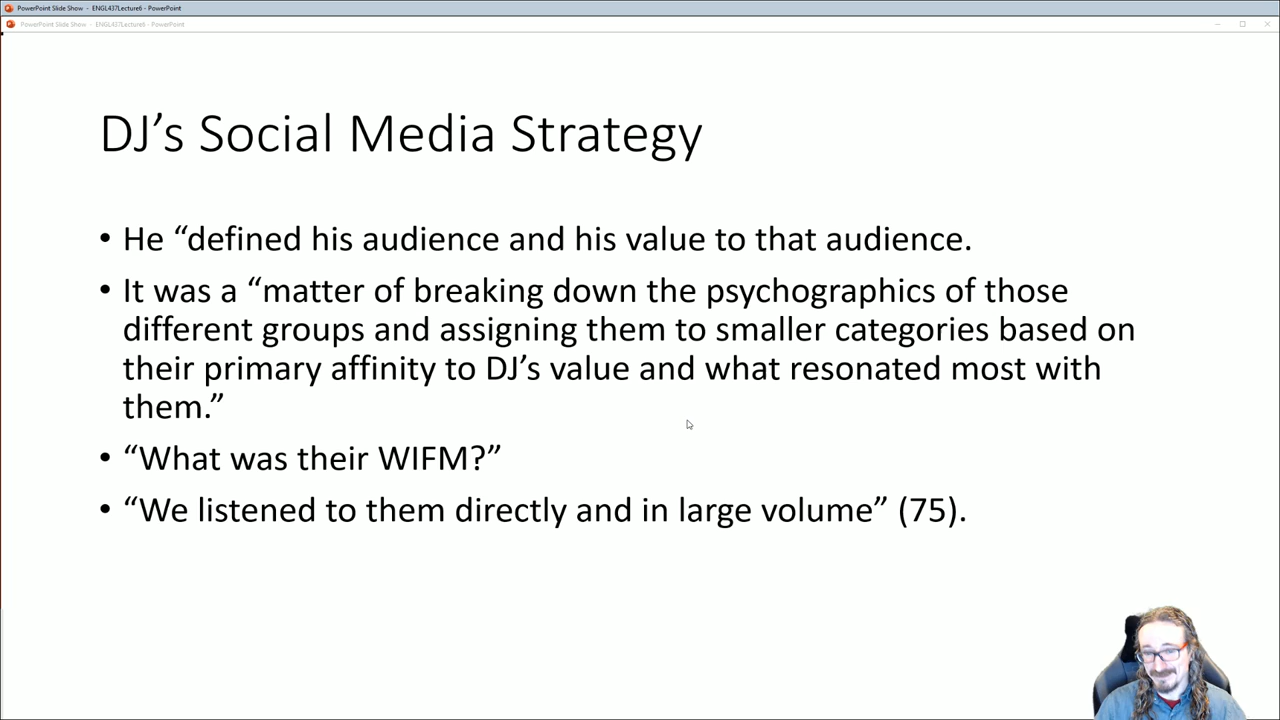 PowerPoint Slide Show - ENGL437Lecture6 - PowerPoint
PowerPoint Slide Show - ENGL437Lecture6 - PowerPoint
DJ’s Social Media Strategy
• He “defined his audience and his value to that audience.
• It was a “matter of breaking down the psychographics of those
different groups and assigning them to smaller categories based on
their primary affinity to DJ’s value and what resonated most with
them.”
• “What was their WIFM?”
• “We listened to them directly and in large volume” (75).